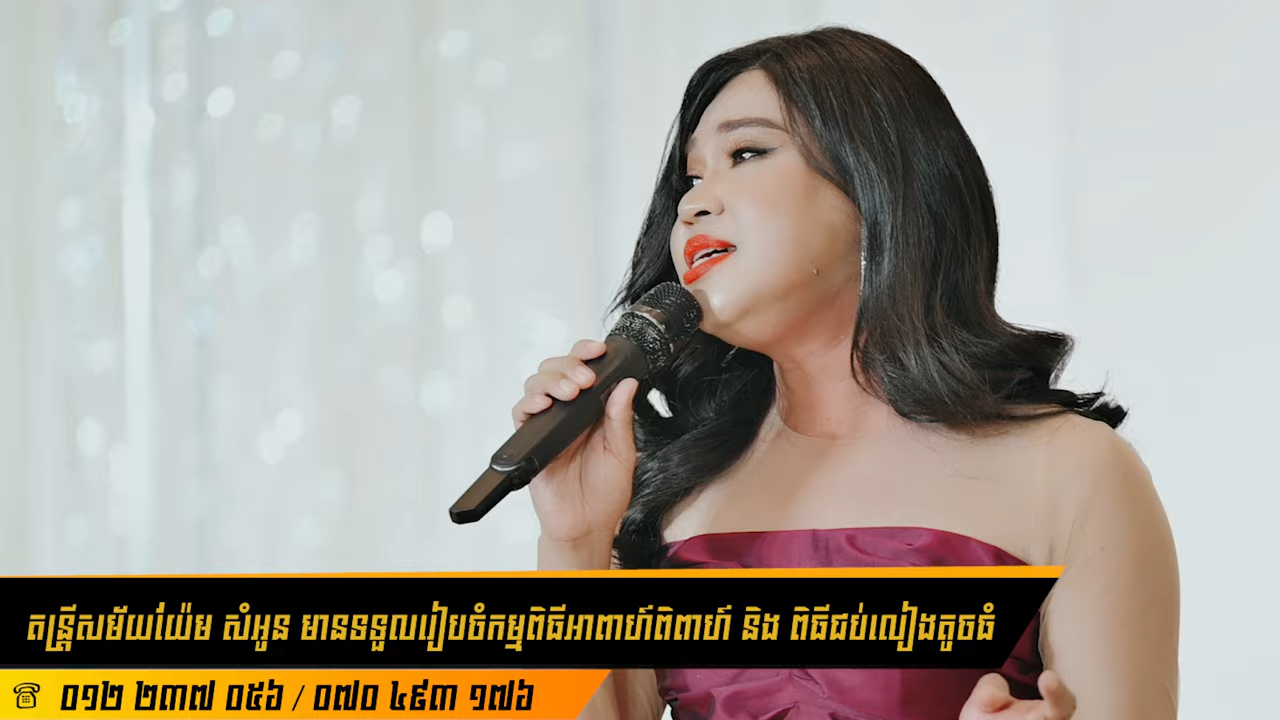 តន្ត្រីសម័យយ៉ែម សំអូន មានទទួលរៀបចំកម្មពិធីអាពាហ៍ពិពាហ៍ និង ពិធីជប់លៀងតូចធំ
០១២ ២៣៧ ០៥៦ / ០៧០ ៤៩៣ ១៧៦